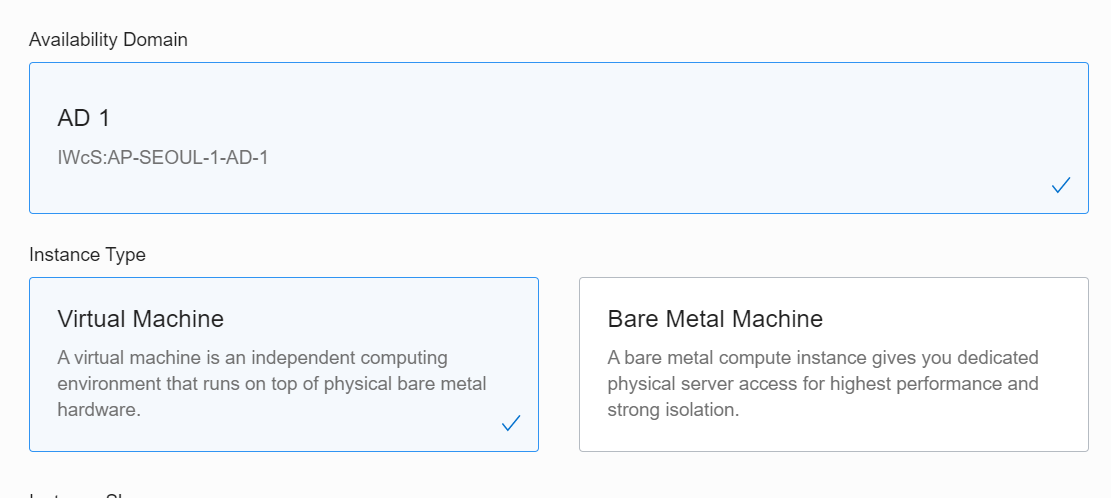 Availability Domain
AD 1
IWcS:AP-SEOUL-1-AD-1
Instance Type
Virtual Machine
A virtual machine is an independent computing
environment that runs on top of physical bare metal
hardware.
Bare Metal Machine
A bare metal compute instance gives you dedicated
physical server access for highest performance and
strong isolation.